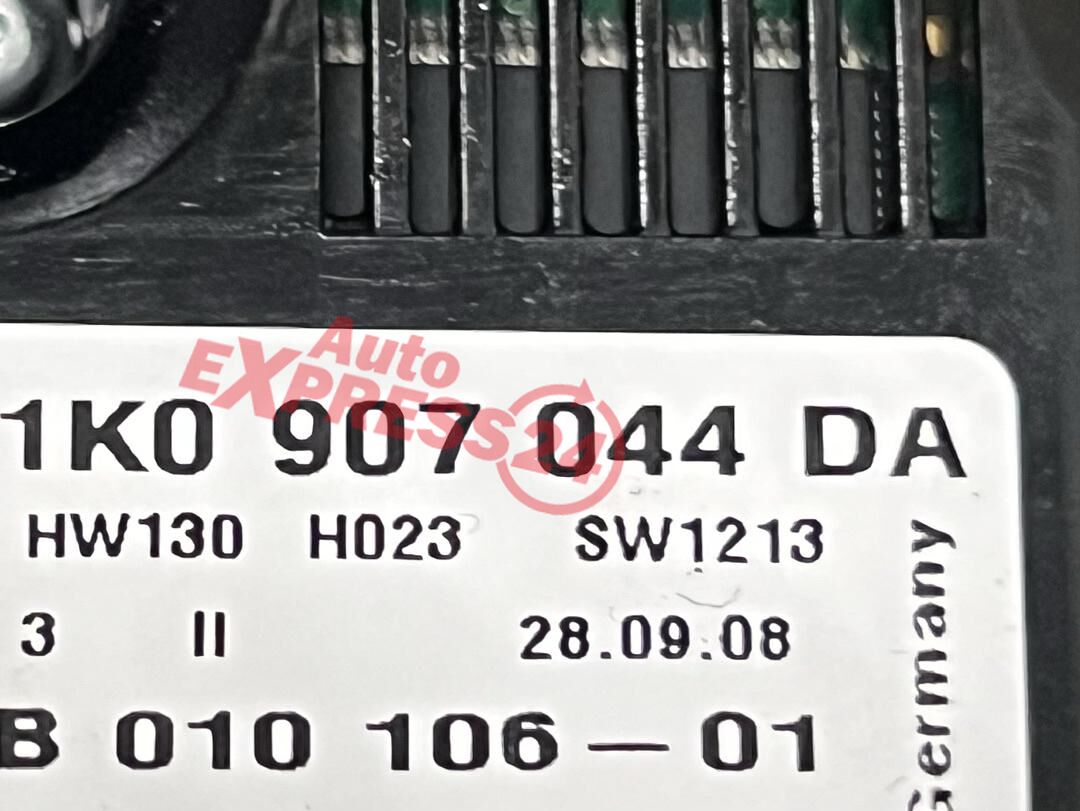 Auto
EXPRESS24
1K0 907 044 DA
HW130 H023 SW1213
3 II 28.09.08
B 010 106-01
Germany